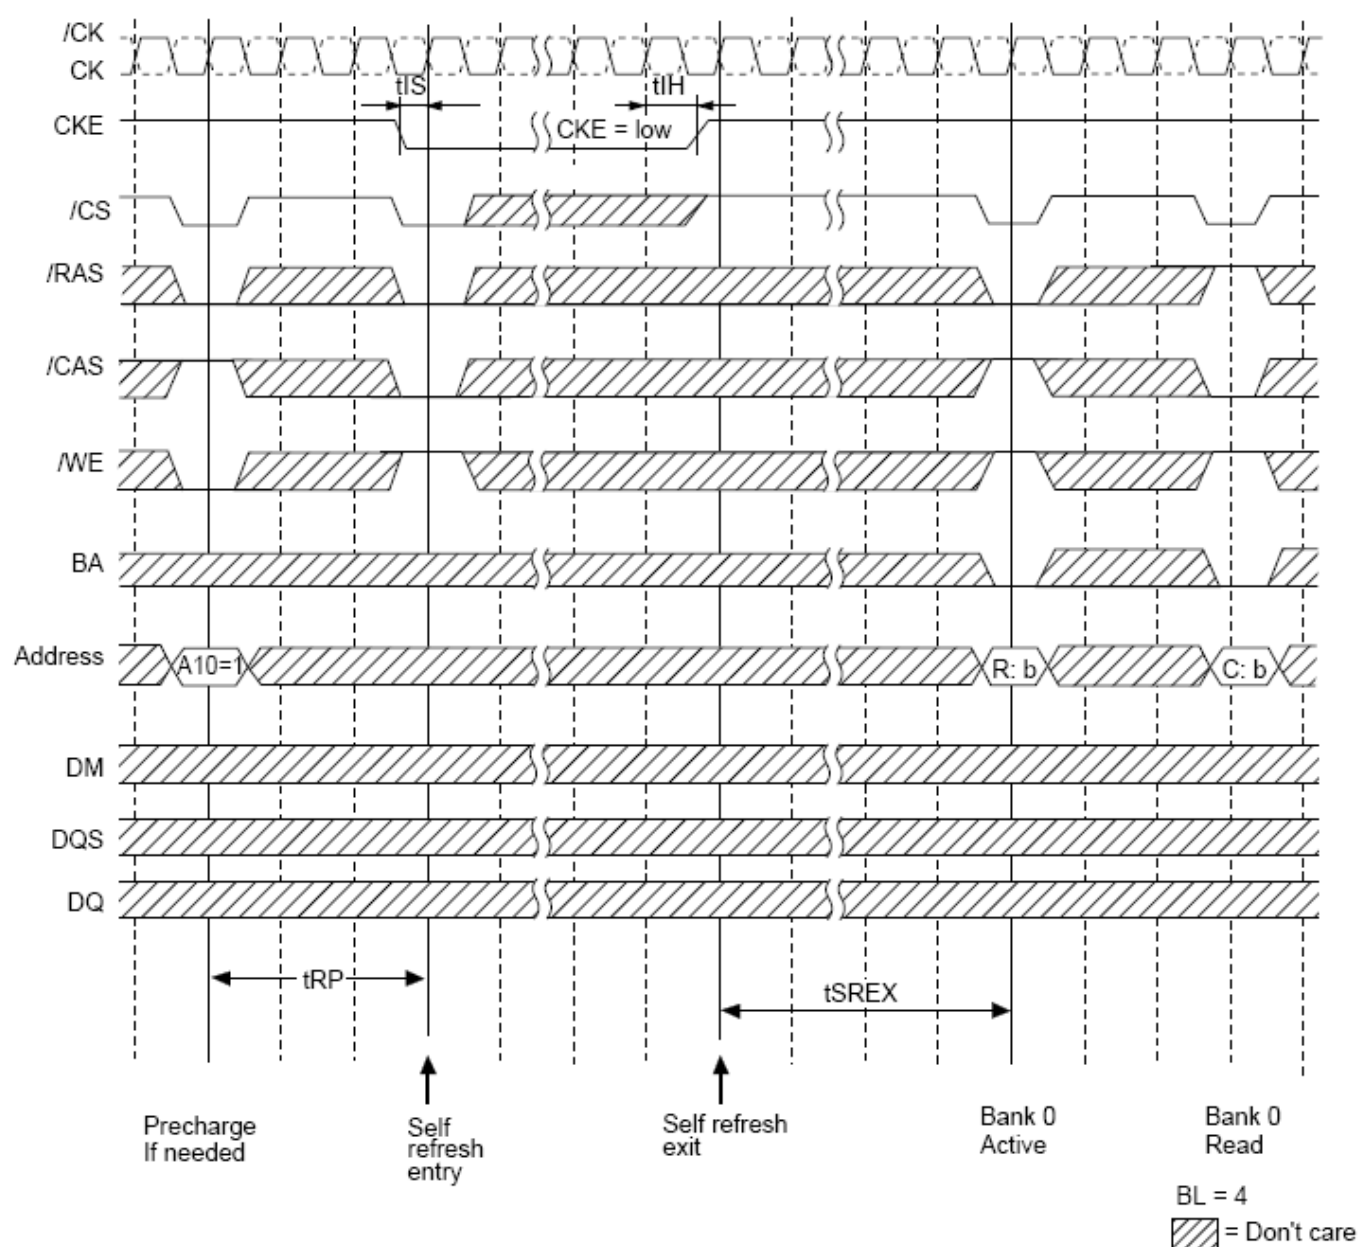 /CK
CK
tIS
tIH
CKE
CKE = low
/CS
/RAS
/CAS
/WE
BA
Address
A10=1
R: b
C: b
DM
DQS
DQ
tRP
tSREX
Precharge
If needed
Self
refresh
entry
Self refresh
exit
Bank 0
Active
Bank 0
Read
BL = 4
= Don't care